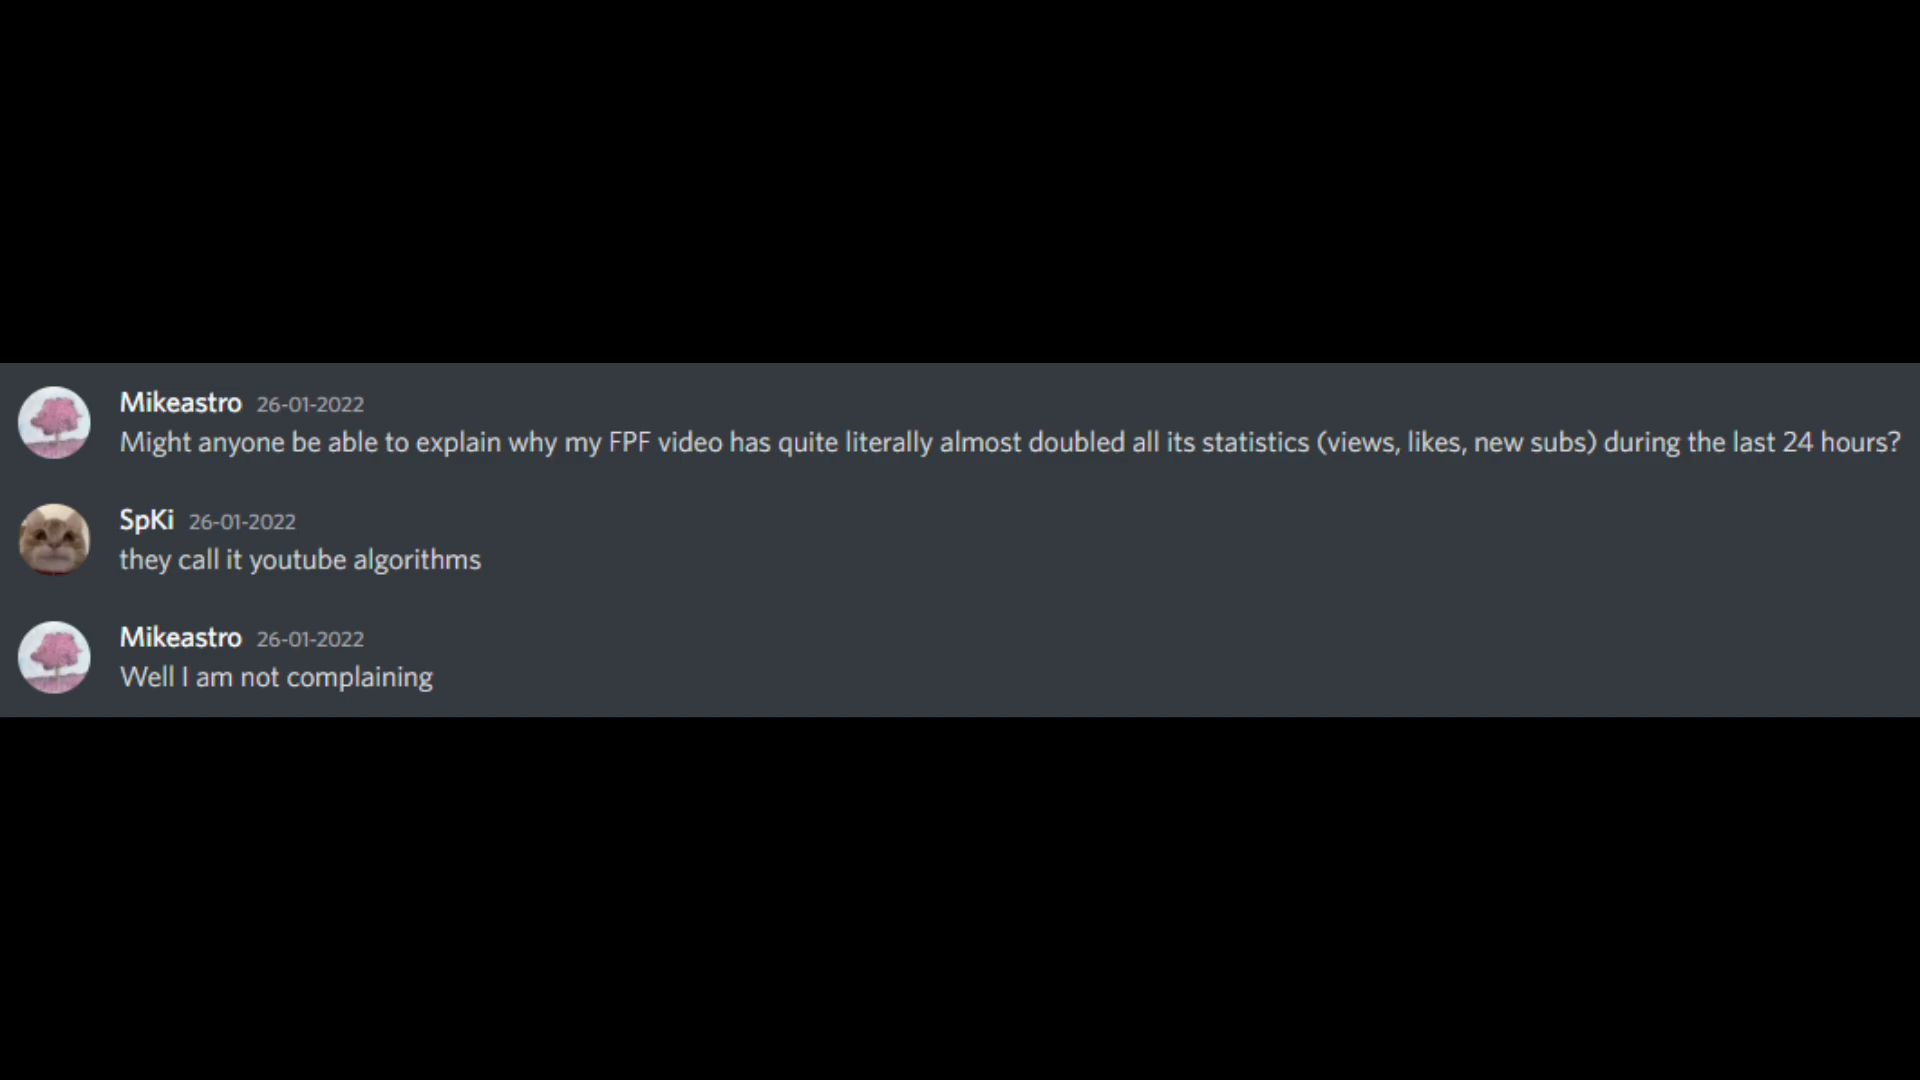 Mikeastro 26-01-2022
Might anyone be able to explain why my FPF video has quite literally almost doubled all its statistics (views, likes, new subs) during the last 24 hours?
SpKi 26-01-2022
they call it youtube algorithms
Mikeastro 26-01-2022
Well I am not complaining